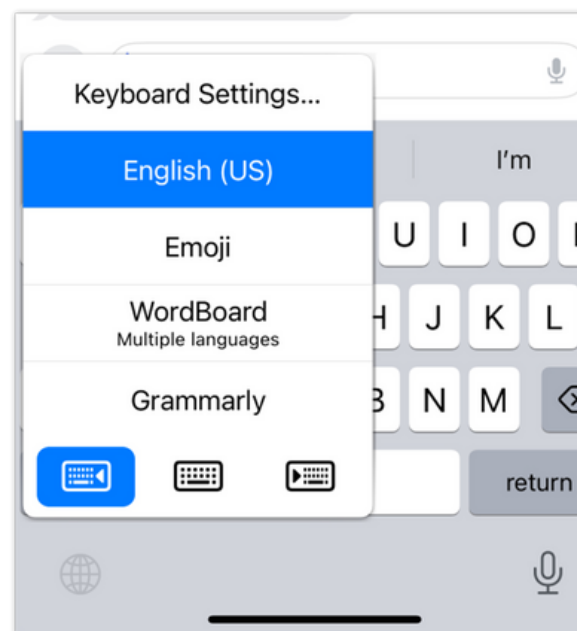 Keyboard Settings...
English (US)
I'm
Emoji
U I O
WordBoard
Multiple languages
H J K L
Grammarly
B N M
return